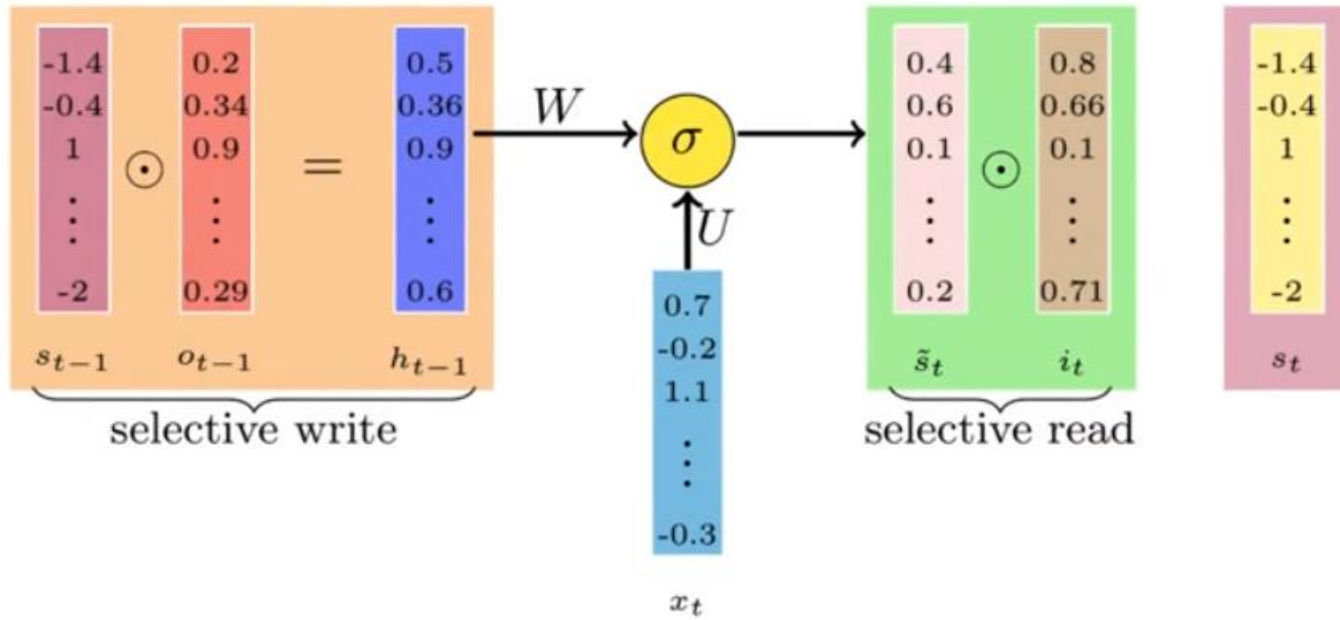 -1.4 0.2 0.5 0.4 0.8 -1.4
-0.4 0.34 0.36 W σ 0.6 0.66 -0.4
1 ⊙ 0.9 = 0.9 0.1 ⊙ 0.1 1
⋮ ⋮ ⋮ U ⋮ ⋮ ⋮
-2 0.29 0.6 0.2 0.71 -2
s_{t−1} o_{t−1} h_{t−1} s̃_t i_t s_t
selective write selective read
0.7
-0.2
1.1
⋮
-0.3
x_t